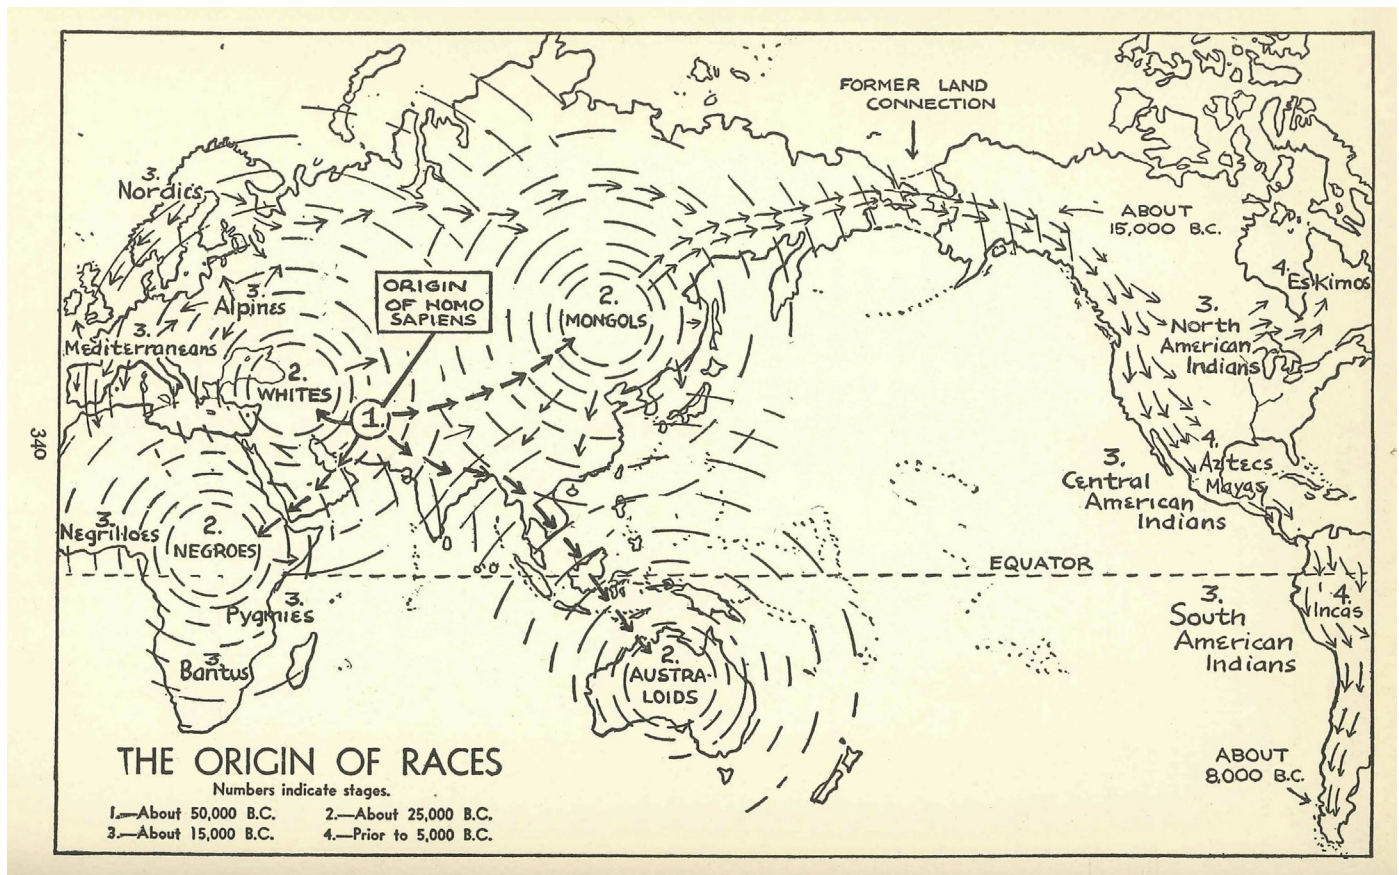 FORMER LAND
CONNECTION
3.
Nordics
ABOUT
15,000 B.C.
ORIGIN
OF HOMO
SAPIENS
4.
Eskimos
3.
Alpines
2.
MONGOLS
3.
North
American
Indians
3.
Mediterraneans
2.
WHITES
1.
340
4.
Aztecs
Mayas
3.
Central
American
Indians
3.
Negrilloes
2.
NEGROES
EQUATOR
3.
Pygmies
3.
South
American
Indians
4.
Incas
3.
Bantus
2.
AUSTRA-
LOIDS
THE ORIGIN OF RACES
Numbers indicate stages.
1.—About 50,000 B.C. 2.—About 25,000 B.C.
3.—About 15,000 B.C. 4.—Prior to 5,000 B.C.
ABOUT
8,000 B.C.